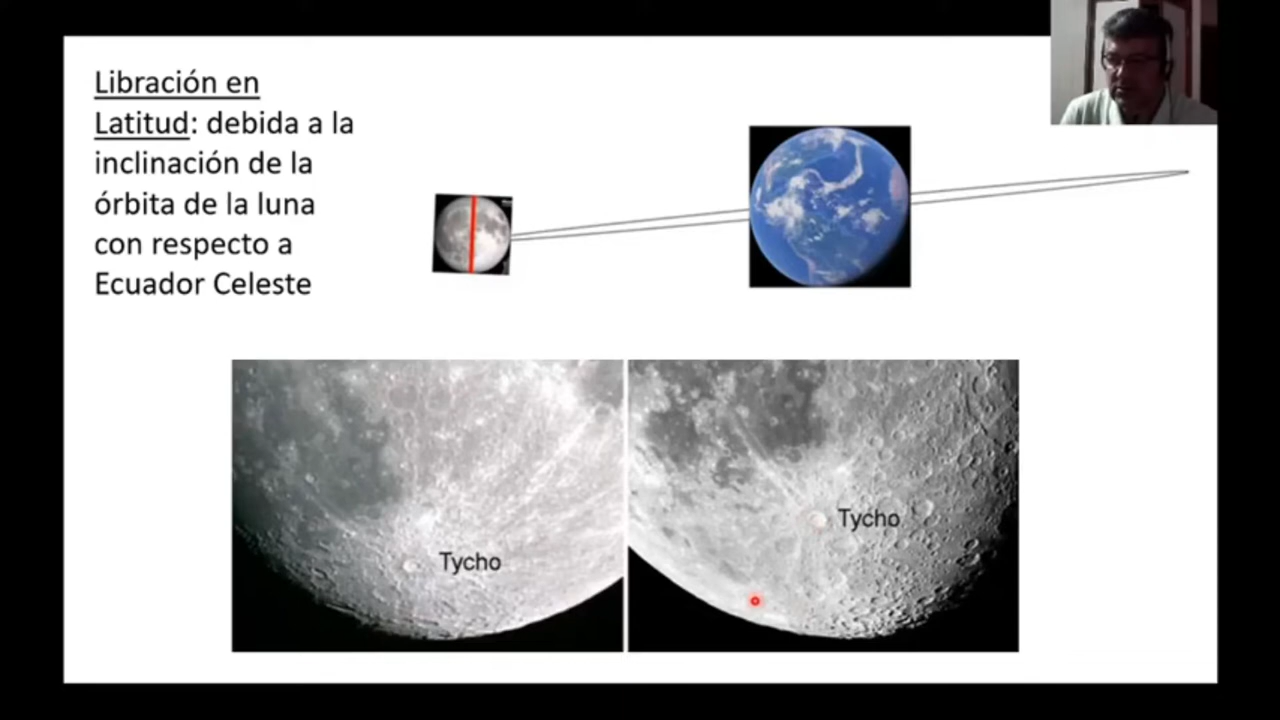 Libración en
Latitud: debida a la
inclinación de la
órbita de la luna
con respecto a
Ecuador Celeste
Tycho
Tycho